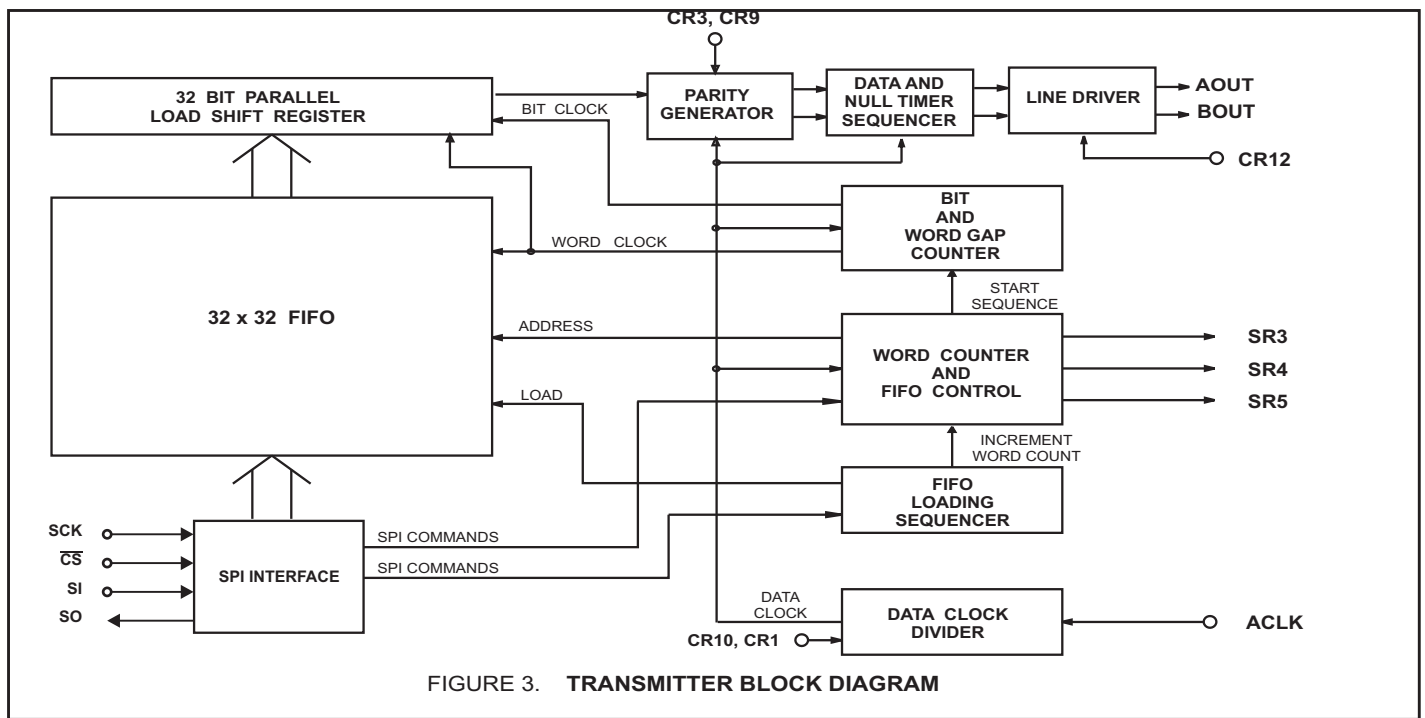 CR3, CR9
32 BIT PARALLEL
LOAD SHIFT REGISTER
BIT CLOCK
PARITY
GENERATOR
DATA AND
NULL TIMER
SEQUENCER
LINE DRIVER
AOUT
BOUT
CR12
BIT
AND
WORD GAP
COUNTER
WORD CLOCK
START
SEQUENCE
32 x 32 FIFO
ADDRESS
WORD COUNTER
AND
FIFO CONTROL
SR3
SR4
SR5
LOAD
INCREMENT
WORD COUNT
FIFO
LOADING
SEQUENCER
SCK
CS
SI
SO
SPI INTERFACE
SPI COMMANDS
SPI COMMANDS
DATA
CLOCK
CR10, CR1
DATA CLOCK
DIVIDER
ACLK
FIGURE 3. TRANSMITTER BLOCK DIAGRAM